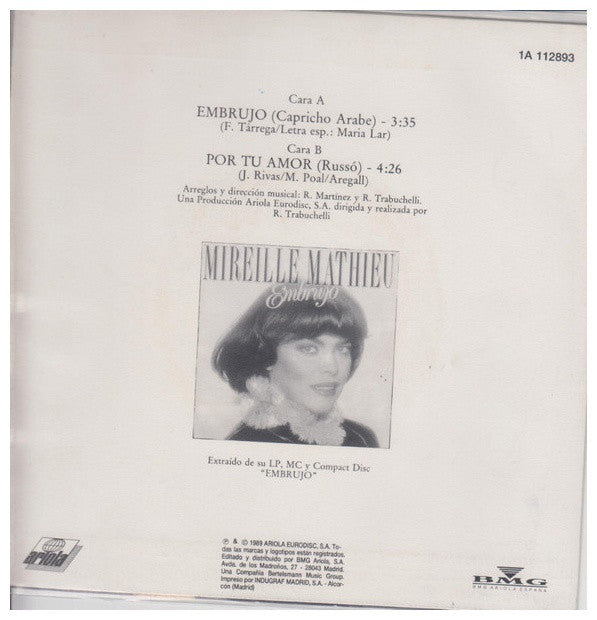 1A 112893
Cara A
EMBRUJO (Capricho Arabe) - 3:35
(F. Tárrega/Letra esp.: Maria Lar)
Cara B
POR TU AMOR (Russó) - 4:26
(J. Rivas/M. Poal/Aregall)
Arreglos y dirección musical: R. Martínez y R. Trabuchelli.
Una Producción Ariola Eurodisc, S.A. dirigida y realizada por
R. Trabuchelli
MIREILLE MATHIEU
Embrujo
Extraído de su LP, MC y Compact Disc
"EMBRUJO"
ariola
℗ & © 1989 ARIOLA EURODISC, S.A. To-
das las marcas y logotipos están registrados.
Editado y distribuido por BMG Ariola, S.A.
Avda. de los Madroños, 27 - 28043 Madrid.
Una Compañía Bertelsmann Music Group.
Impreso por INDUGRAF MADRID, S.A. - Alcor-
cón (Madrid)
BMG
BMG ARIOLA ESPAÑA